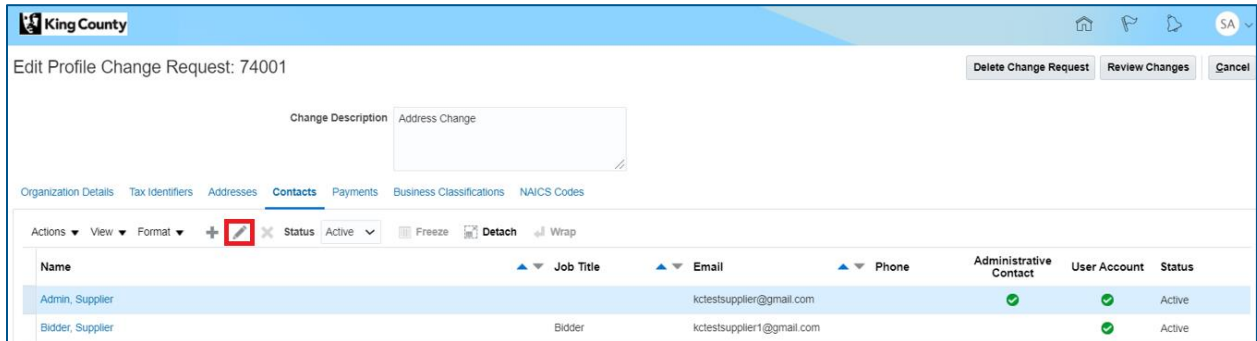 King County
SA
Edit Profile Change Request: 74001
Delete Change Request Review Changes Cancel
Change Description Address Change
Organization Details Tax Identifiers Addresses Contacts Payments Business Classifications NAICS Codes
Actions View Format Status Active Freeze Detach Wrap
Name Job Title Email Phone Administrative Contact User Account Status
Admin, Supplier kctestsupplier@gmail.com Active
Bidder, Supplier Bidder kctestsupplier1@gmail.com Active